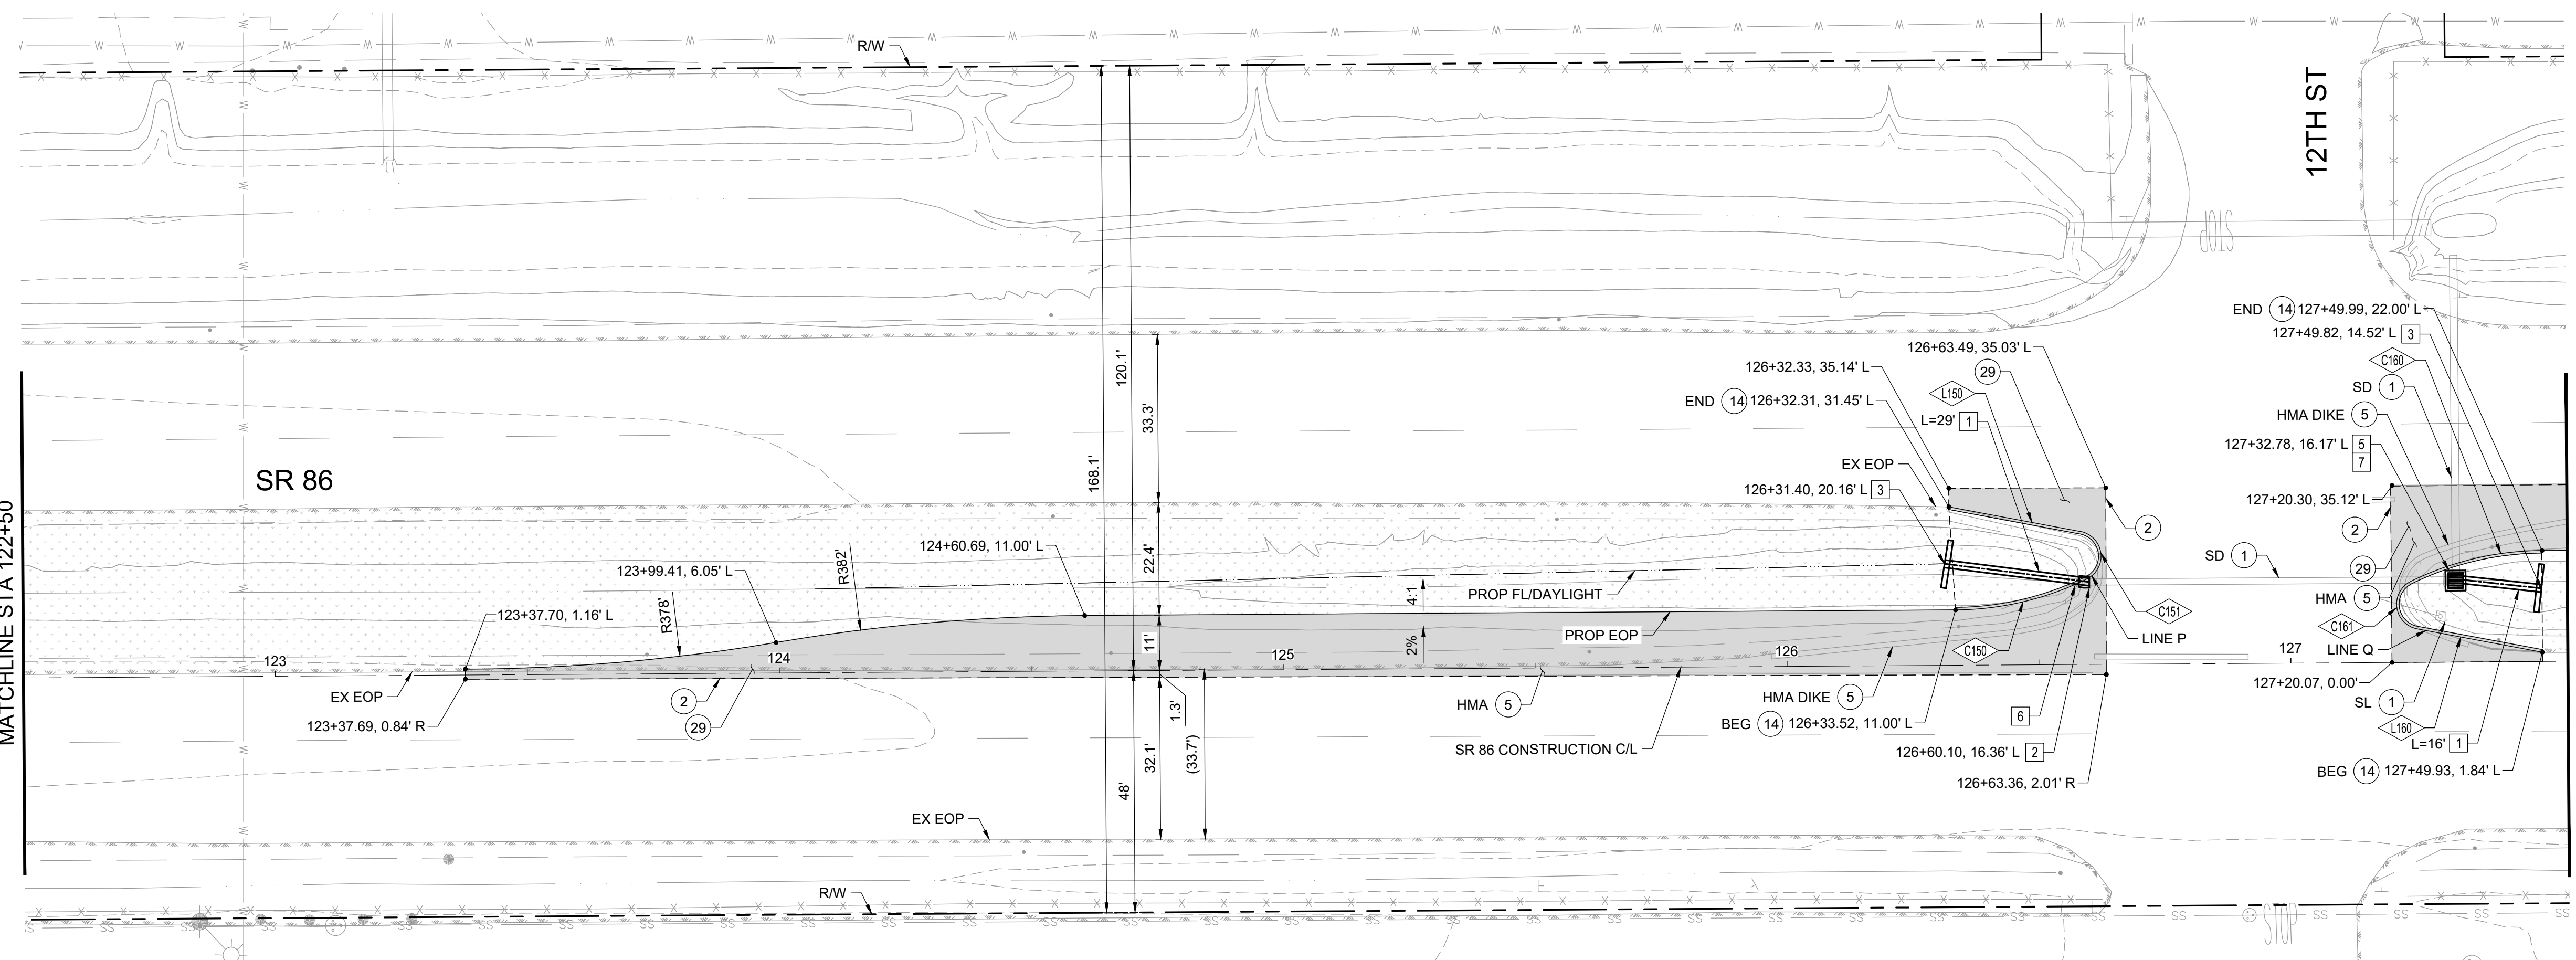 R/W
12TH ST
STOP
MATCHLINE STA 122+50
SR 86
120.1'
168.1'
33.3'
22.4'
11'
1.3'
32.1'
(33.7')
48'
END 14 127+49.99, 22.00' L
127+49.82, 14.52' L 3
C160
SD 1
HMA DIKE 5
127+32.78, 16.17' L 5
7
127+20.30, 35.12' L
2
29
HMA 5
C161
LINE Q
127+20.07, 0.00'
SL 1
L160
L=16' 1
BEG 14 127+49.93, 1.84' L
126+63.49, 35.03' L
126+32.33, 35.14' L
29
L150
END 14 126+32.31, 31.45' L
L=29' 1
EX EOP
126+31.40, 20.16' L 3
2
SD 1
C151
LINE P
124+60.69, 11.00' L
R382'
123+99.41, 6.05' L
R378'
123+37.70, 1.16' L
4:1
PROP FL/DAYLIGHT
PROP EOP
2%
C150
123
124
125
126
127
EX EOP
123+37.69, 0.84' R
2
29
HMA 5
HMA DIKE 5
BEG 14 126+33.52, 11.00' L
SR 86 CONSTRUCTION C/L
6
126+60.10, 16.36' L 2
126+63.36, 2.01' R
EX EOP
R/W
STOP
W W W W W
X X X X X
SS SS SS SS SS